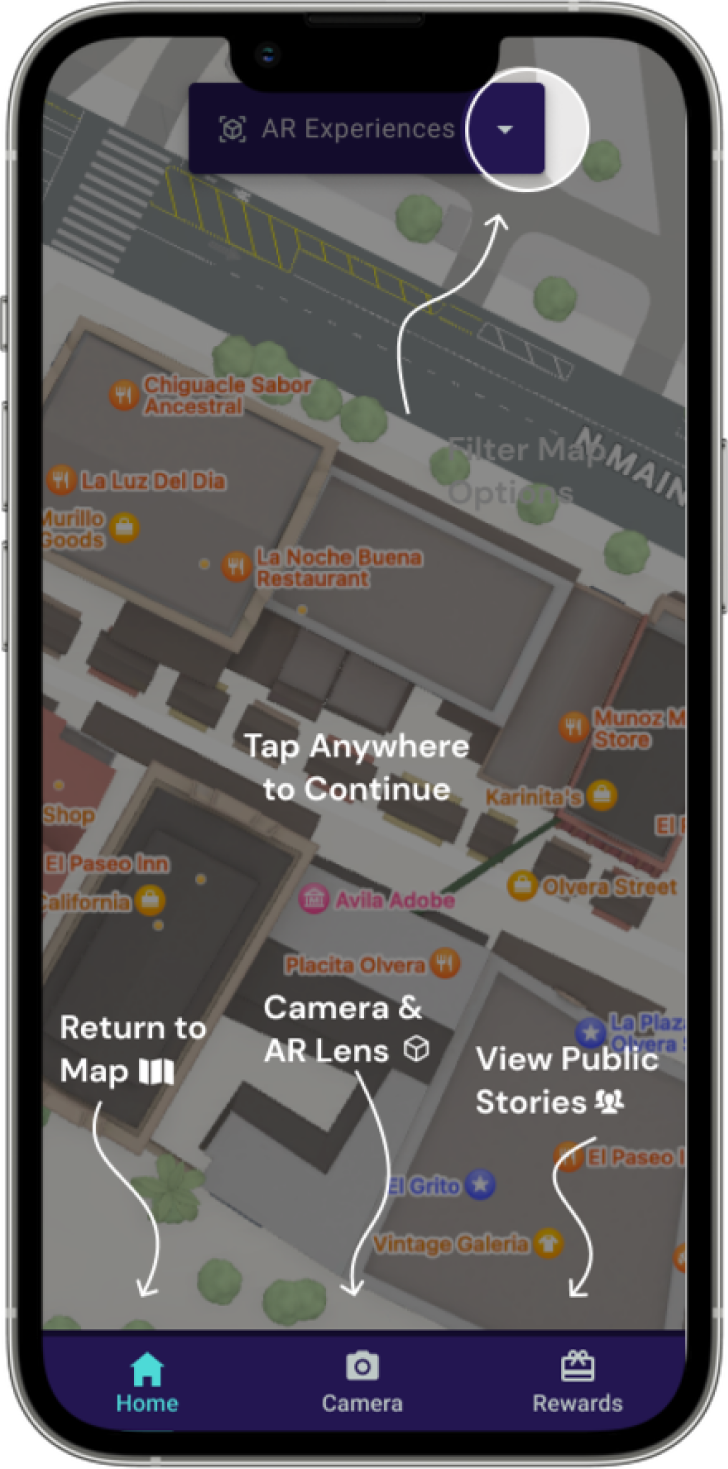 AR Experiences
Chiguacle Sabor
Ancestral
Filter Map
Options
N MAIN
La Luz Del Dia
Murillo
Goods
La Noche Buena
Restaurant
Munoz M
Store
Tap Anywhere
to Continue
Karinita's
Shop
El Paseo Inn
California
Avila Adobe
Olvera Street
Placita Olvera
Camera &
AR Lens
Return to
Map
La Plaz
Olvera S
View Public
Stories
El Paseo I
El Grito
Vintage Galeria
Home
Camera
Rewards